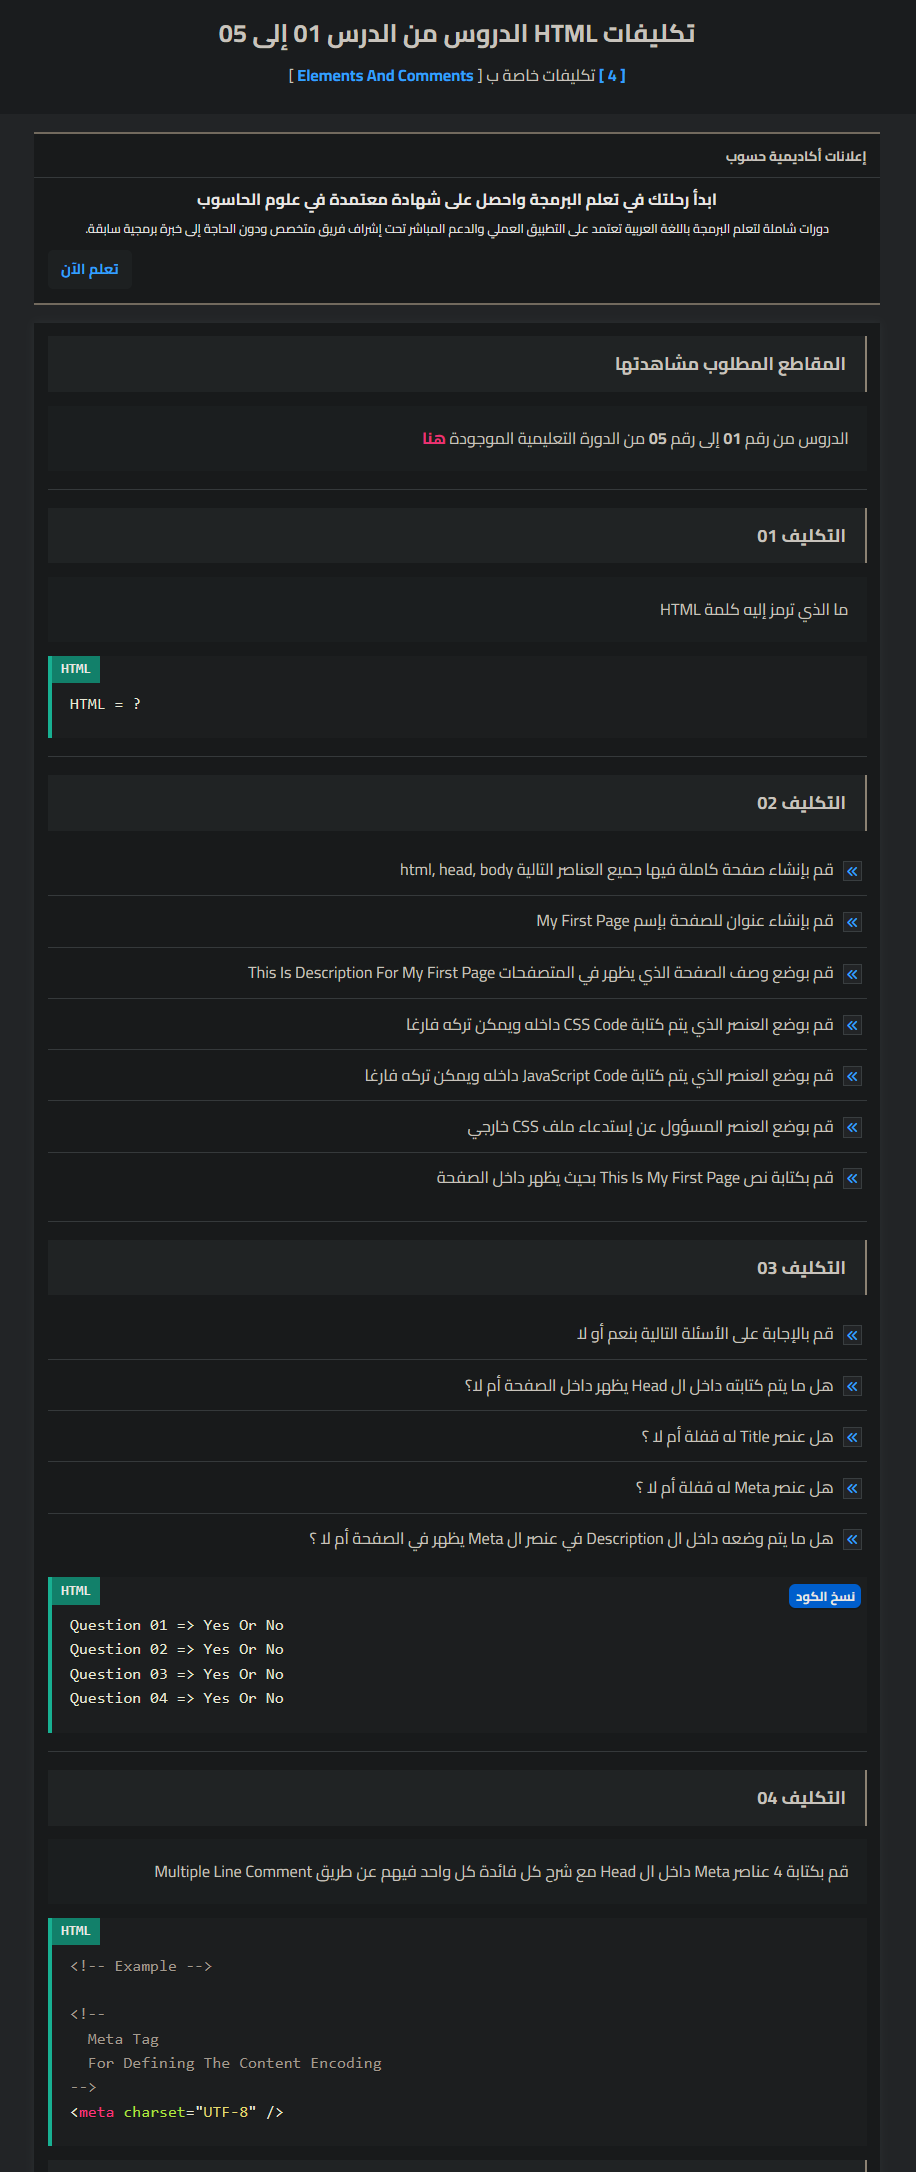 تكليفات HTML الدروس من الدرس 01 إلى 05
[ 4 ] تكليفات خاصة ب [ Elements And Comments ]
إعلانات أكاديمية حسوب
ابدأ رحلتك في تعلم البرمجة واحصل على شهادة معتمدة في علوم الحاسوب
دورات شاملة لتعلم البرمجة باللغة العربية تعتمد على التطبيق العملي والدعم المباشر تحت إشراف فريق متخصص ودون الحاجة إلى خبرة برمجية سابقة.
تعلم الآن
المقاطع المطلوب مشاهدتها
الدروس من رقم 01 إلى رقم 05 من الدورة التعليمية الموجودة هنا
التكليف 01
ما الذي ترمز إليه كلمة HTML
HTML
HTML = ?
التكليف 02
قم بإنشاء صفحة كاملة فيها جميع العناصر التالية html, head, body
قم بإنشاء عنوان للصفحة بإسم My First Page
قم بوضع وصف الصفحة الذي يظهر في المتصفحات This Is Description For My First Page
قم بوضع العنصر الذي يتم كتابة CSS Code داخله ويمكن تركه فارغا
قم بوضع العنصر الذي يتم كتابة JavaScript Code داخله ويمكن تركه فارغا
قم بوضع العنصر المسؤول عن إستدعاء ملف CSS خارجي
قم بكتابة نص This Is My First Page بحيث يظهر داخل الصفحة
التكليف 03
قم بالإجابة على الأسئلة التالية بنعم أو لا
هل ما يتم كتابته داخل ال Head يظهر داخل الصفحة أم لا؟
هل عنصر Title له قفلة أم لا ؟
هل عنصر Meta له قفلة أم لا ؟
هل ما يتم وضعه داخل ال Description في عنصر ال Meta يظهر في الصفحة أم لا ؟
HTML
نسخ الكود
Question 01 => Yes Or No
Question 02 => Yes Or No
Question 03 => Yes Or No
Question 04 => Yes Or No
التكليف 04
قم بكتابة 4 عناصر Meta داخل ال Head مع شرح كل فائدة كل واحد فيهم عن طريق Multiple Line Comment
HTML
<!-- Example -->
<!--
Meta Tag
For Defining The Content Encoding
-->
<meta charset="UTF-8" />